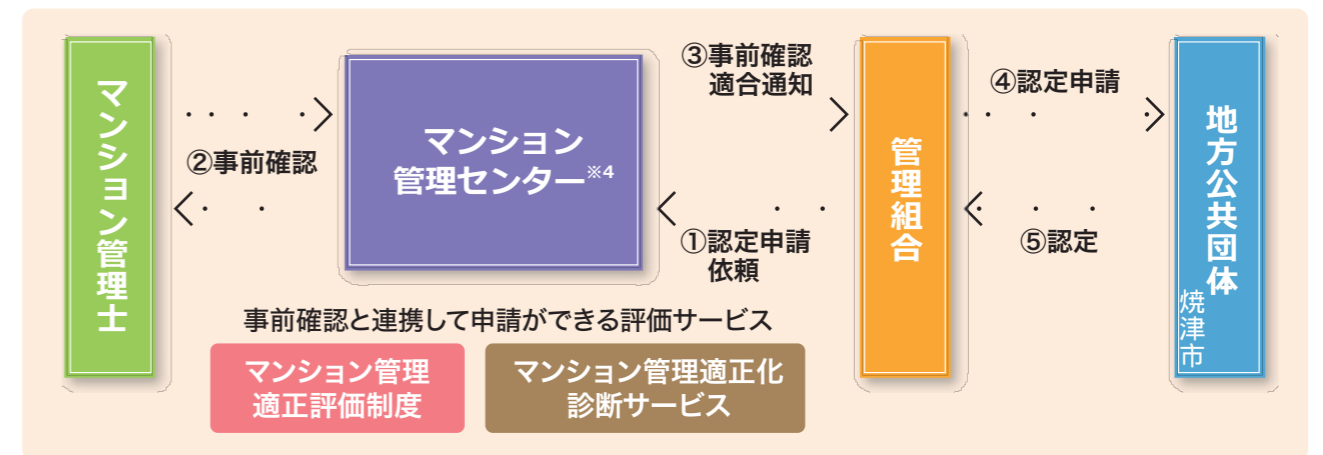 マンション管理士
②事前確認
マンション
管理センター※4
③事前確認
適合通知
①認定申請
依頼
管理組合
④認定申請
⑤認定
地方公共団体
焼津市
事前確認と連携して申請ができる評価サービス
マンション管理
適正評価制度
マンション管理適正化
診断サービス